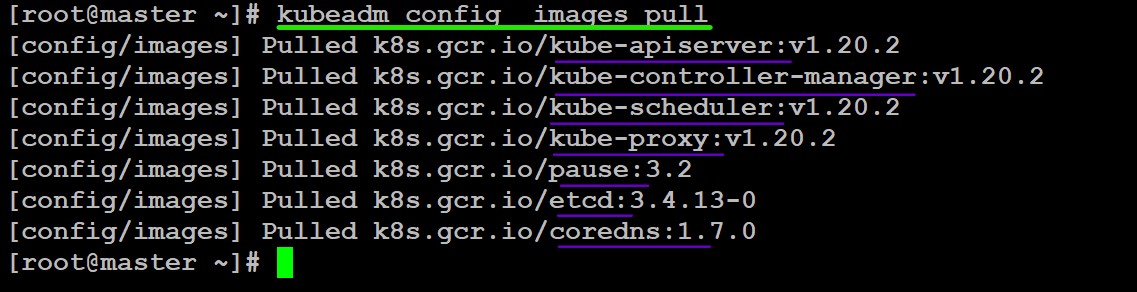 [root@master ~]# kubeadm config  images pull
[config/images] Pulled k8s.gcr.io/kube-apiserver:v1.20.2
[config/images] Pulled k8s.gcr.io/kube-controller-manager:v1.20.2
[config/images] Pulled k8s.gcr.io/kube-scheduler:v1.20.2
[config/images] Pulled k8s.gcr.io/kube-proxy:v1.20.2
[config/images] Pulled k8s.gcr.io/pause:3.2
[config/images] Pulled k8s.gcr.io/etcd:3.4.13-0
[config/images] Pulled k8s.gcr.io/coredns:1.7.0
[root@master ~]#